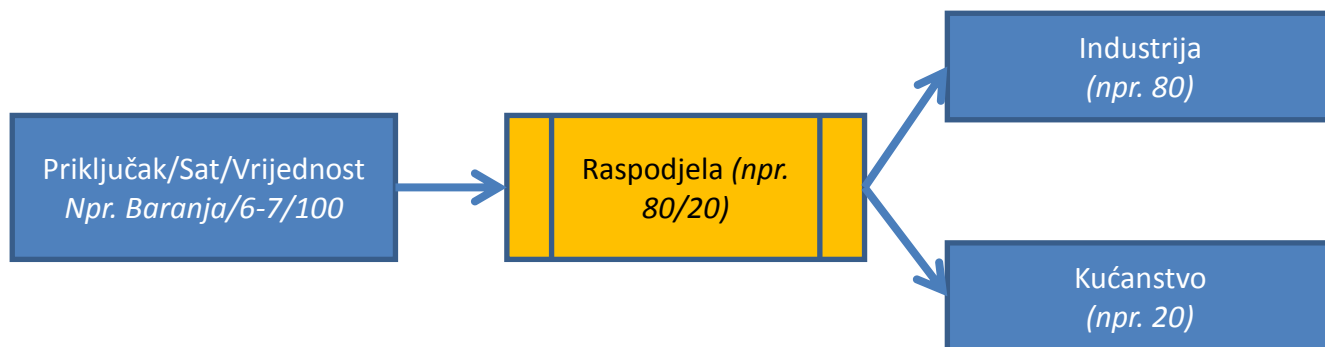 Priključak/Sat/Vrijednost
Npr. Baranja/6-7/100
Raspodjela (npr.
80/20)
Industrija
(npr. 80)
Kućanstvo
(npr. 20)